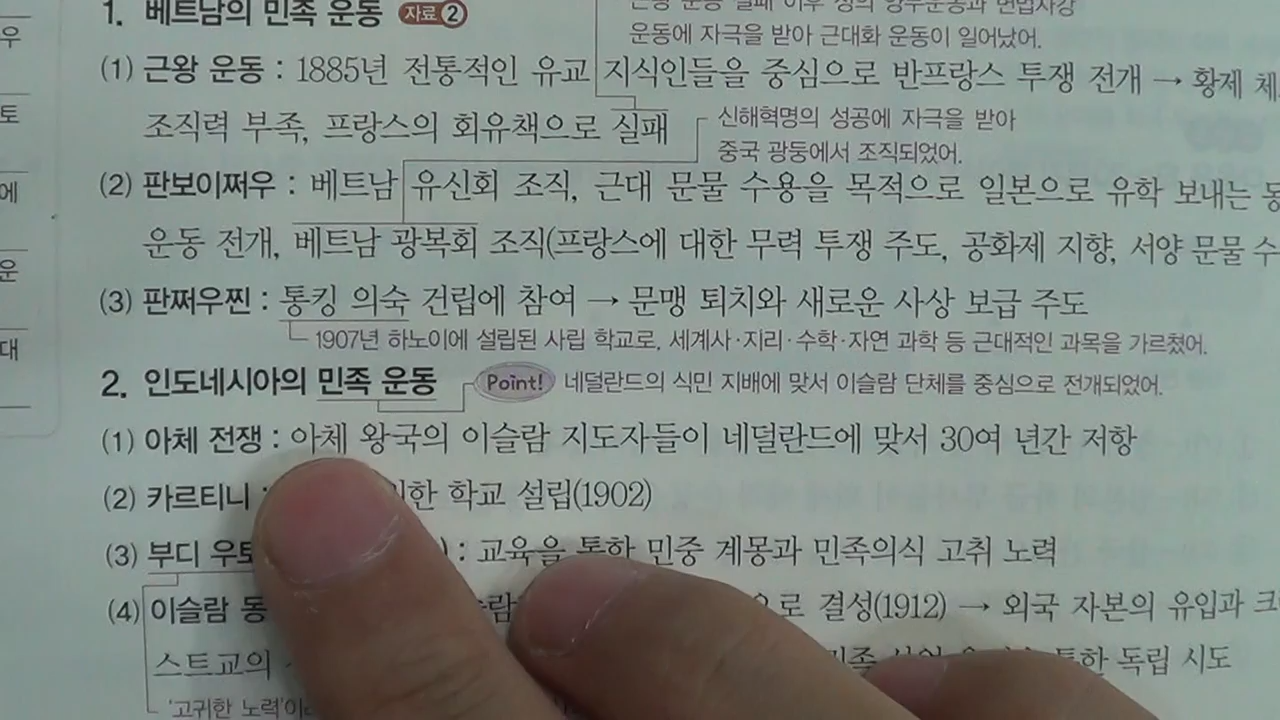 1. 베트남의 민족 운동 자료 2
운동에 자극을 받아 근대화 운동이 일어났어.
(1) 근왕 운동 : 1885년 전통적인 유교 지식인들을 중심으로 반프랑스 투쟁 전개 → 황제 체
조직력 부족, 프랑스의 회유책으로 실패
신해혁명의 성공에 자극을 받아
중국 광둥에서 조직되었어.
(2) 판보이쩌우 : 베트남 유신회 조직, 근대 문물 수용을 목적으로 일본으로 유학 보내는 동
운동 전개, 베트남 광복회 조직(프랑스에 대한 무력 투쟁 주도, 공화제 지향, 서양 문물 수
(3) 판쩌우찐 : 통킹 의숙 건립에 참여 → 문맹 퇴치와 새로운 사상 보급 주도
1907년 하노이에 설립된 사립 학교로, 세계사·지리·수학·자연 과학 등 근대적인 과목을 가르쳤어.
2. 인도네시아의 민족 운동 Point! 네덜란드의 식민 지배에 맞서 이슬람 단체를 중심으로 전개되었어.
(1) 아체 전쟁 : 아체 왕국의 이슬람 지도자들이 네덜란드에 맞서 30여 년간 저항
(2) 카르티니 : 한 학교 설립(1902)
(3) 부디 : 교육을 통한 민중 계몽과 민족의식 고취 노력
(4) 이슬람 동 로 결성(1912) → 외국 자본의 유입과 크
스트교의 통한 독립 시도
'고귀한 노력'이